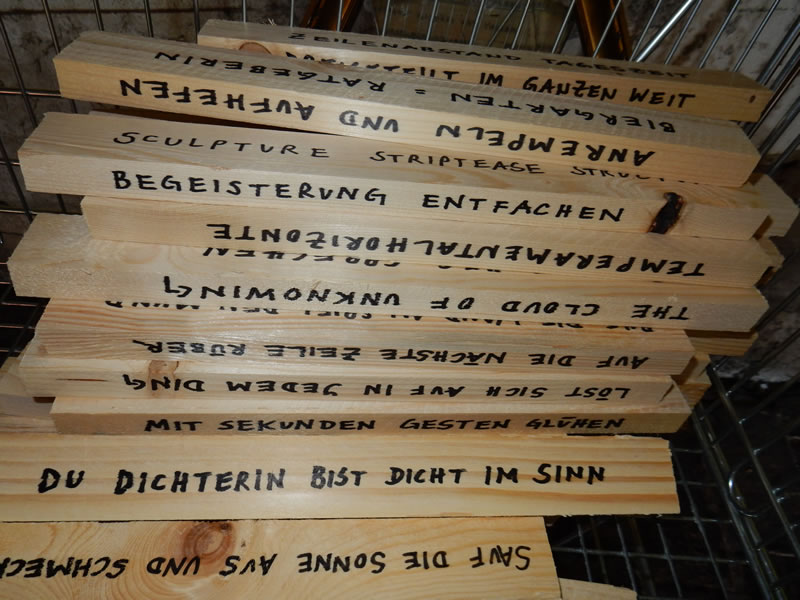 ZEILENABSTAND TAGESZEIT
IM GANZEN WEIT
BIERGARTEN = RATGEBERIN
ANREMPELN UND AUFHEFEN
SCULPTURE STRIPTEASE
BEGEISTERUNG ENTFACHEN
TEMPERAMENTALHORIZONTE
THE CLOUD OF UNKNOWING
AUF DIE NÄCHSTE ZEILE RÜBER
LÖST SICH AUF IN JEDEM DING
MIT SEKUNDEN GESTEN GLÜHEN
DU DICHTERIN BIST DICHT IM SINN
SAUF DIE SONNE AUS UND SCHMECK